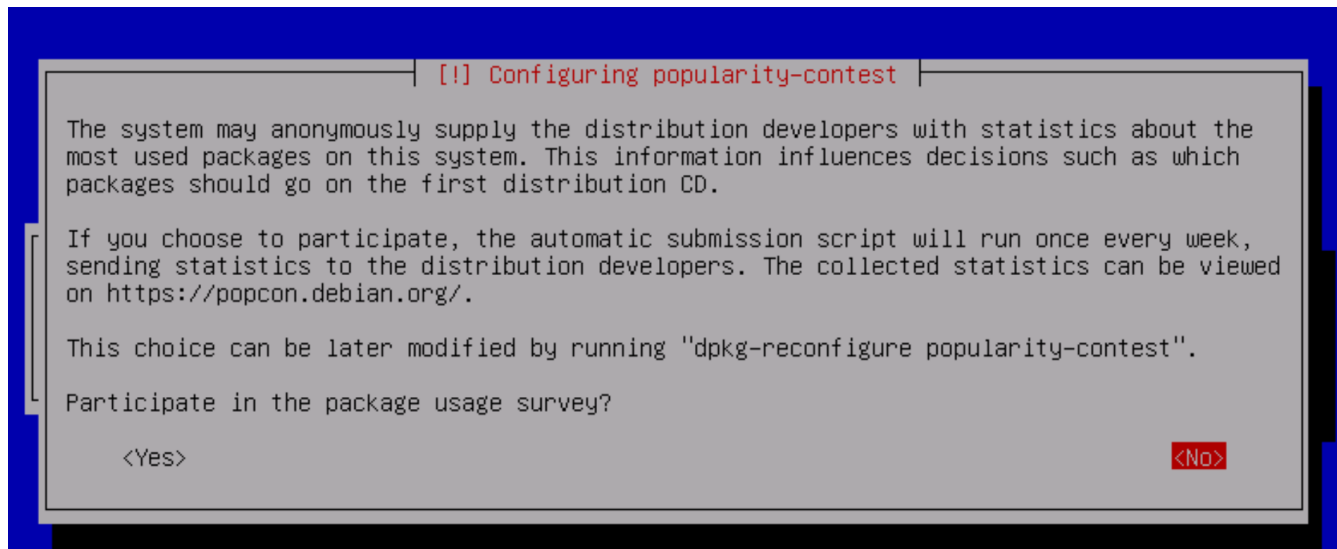 [!] Configuring popularity-contest
The system may anonymously supply the distribution developers with statistics about the
most used packages on this system. This information influences decisions such as which
packages should go on the first distribution CD.
If you choose to participate, the automatic submission script will run once every week,
sending statistics to the distribution developers. The collected statistics can be viewed
on https://popcon.debian.org/.
This choice can be later modified by running "dpkg-reconfigure popularity-contest".
Participate in the package usage survey?
<Yes> <No>